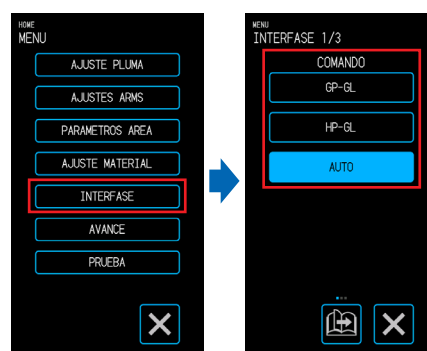 HOME
MENU
AJUSTE PLUMA
AJUSTES ARMS
PARAMETROS AREA
AJUSTE MATERIAL
INTERFASE
AVANCE
PRUEBA
MENU
INTERFASE 1/3
COMANDO
GP-GL
HP-GL
AUTO